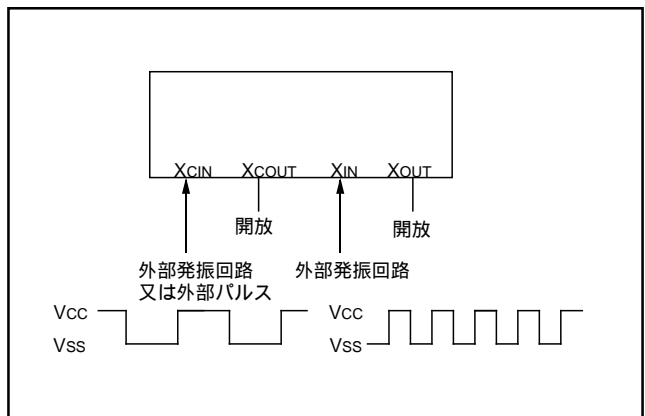 XCIN XCOUT XIN XOUT
開放 開放
外部発振回路 外部発振回路
又は外部パルス
VCC VCC
VSS VSS